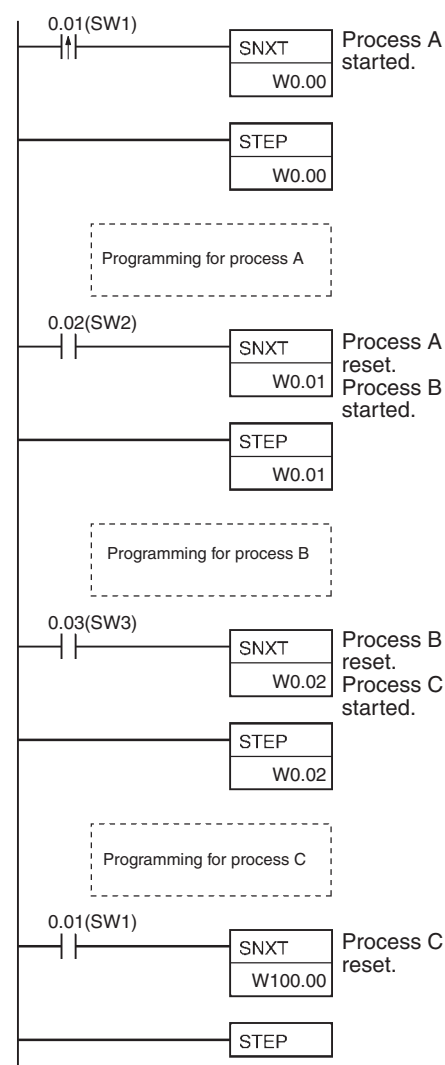 0.01(SW1)
SNXT
W0.00
Process A
started.
STEP
W0.00
Programming for process A
0.02(SW2)
SNXT
W0.01
Process A
reset.
Process B
started.
STEP
W0.01
Programming for process B
0.03(SW3)
SNXT
W0.02
Process B
reset.
Process C
started.
STEP
W0.02
Programming for process C
0.01(SW1)
SNXT
W100.00
Process C
reset.
STEP